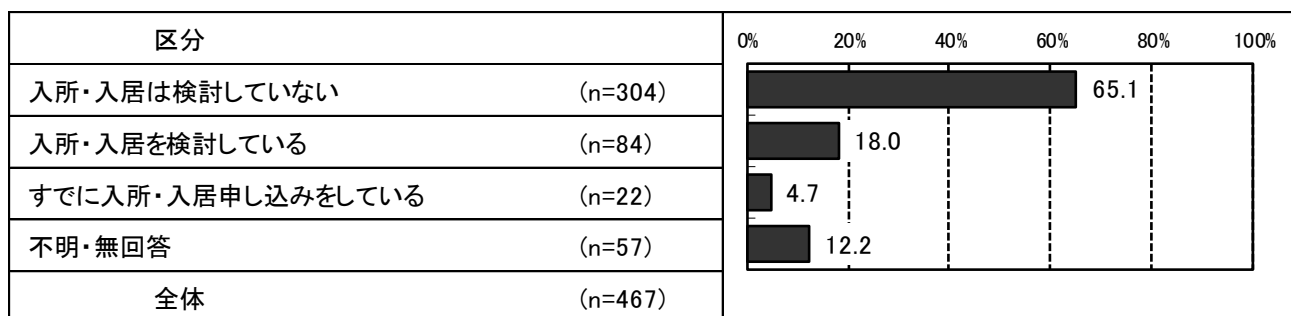 区分 0% 20% 40% 60% 80% 100%
入所・入居は検討していない (n=304) 65.1
入所・入居を検討している (n=84) 18.0
すでに入所・入居申し込みをしている (n=22) 4.7
不明・無回答 (n=57) 12.2
全体 (n=467)